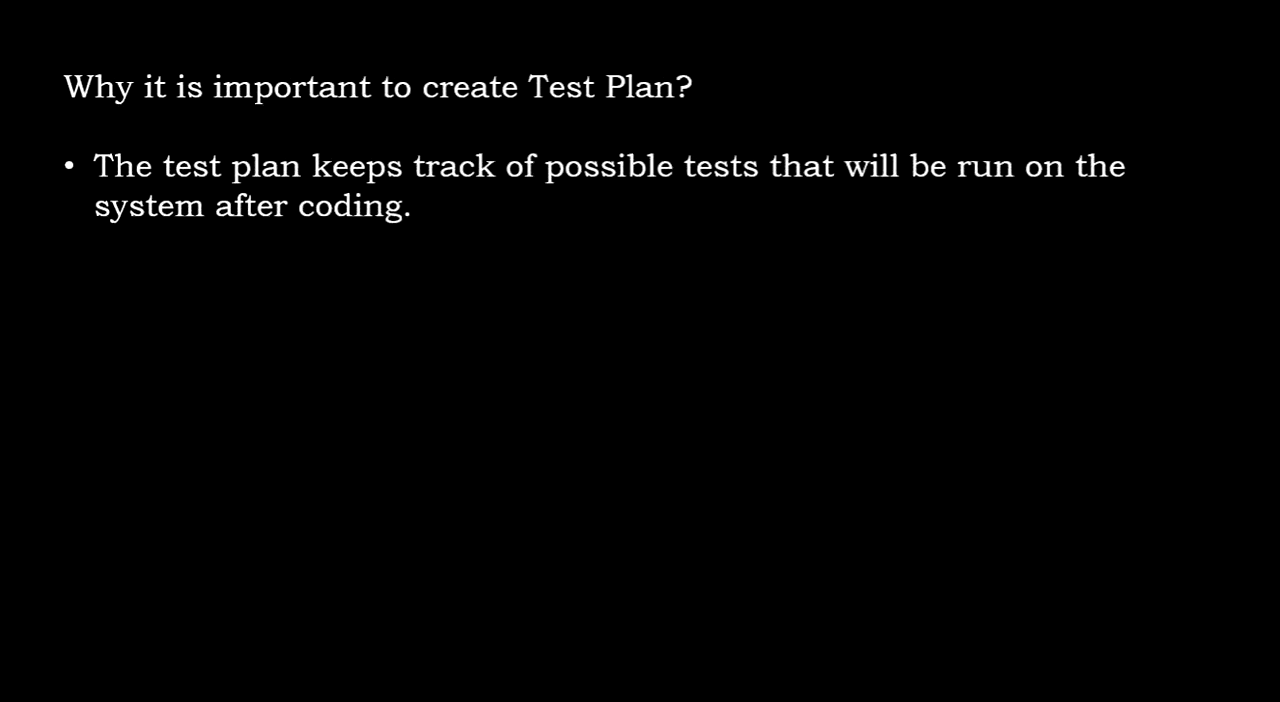 Why it is important to create Test Plan?
• The test plan keeps track of possible tests that will be run on the
system after coding.